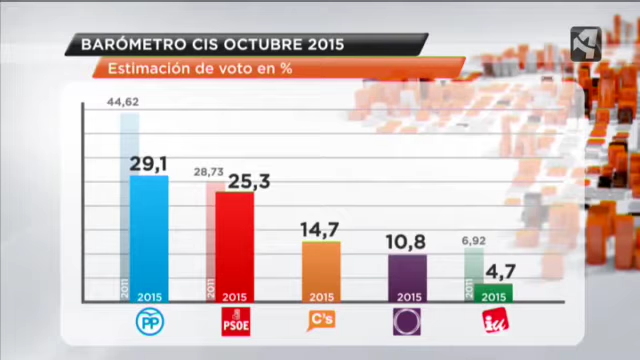 BARÓMETRO CIS OCTUBRE 2015
Estimación de voto en %
44,62
29,1
28,73
25,3
14,7
10,8
6,92
4,7
2011 2015 2011 2015 2015 2015 2011 2015
PP PSOE C's iu